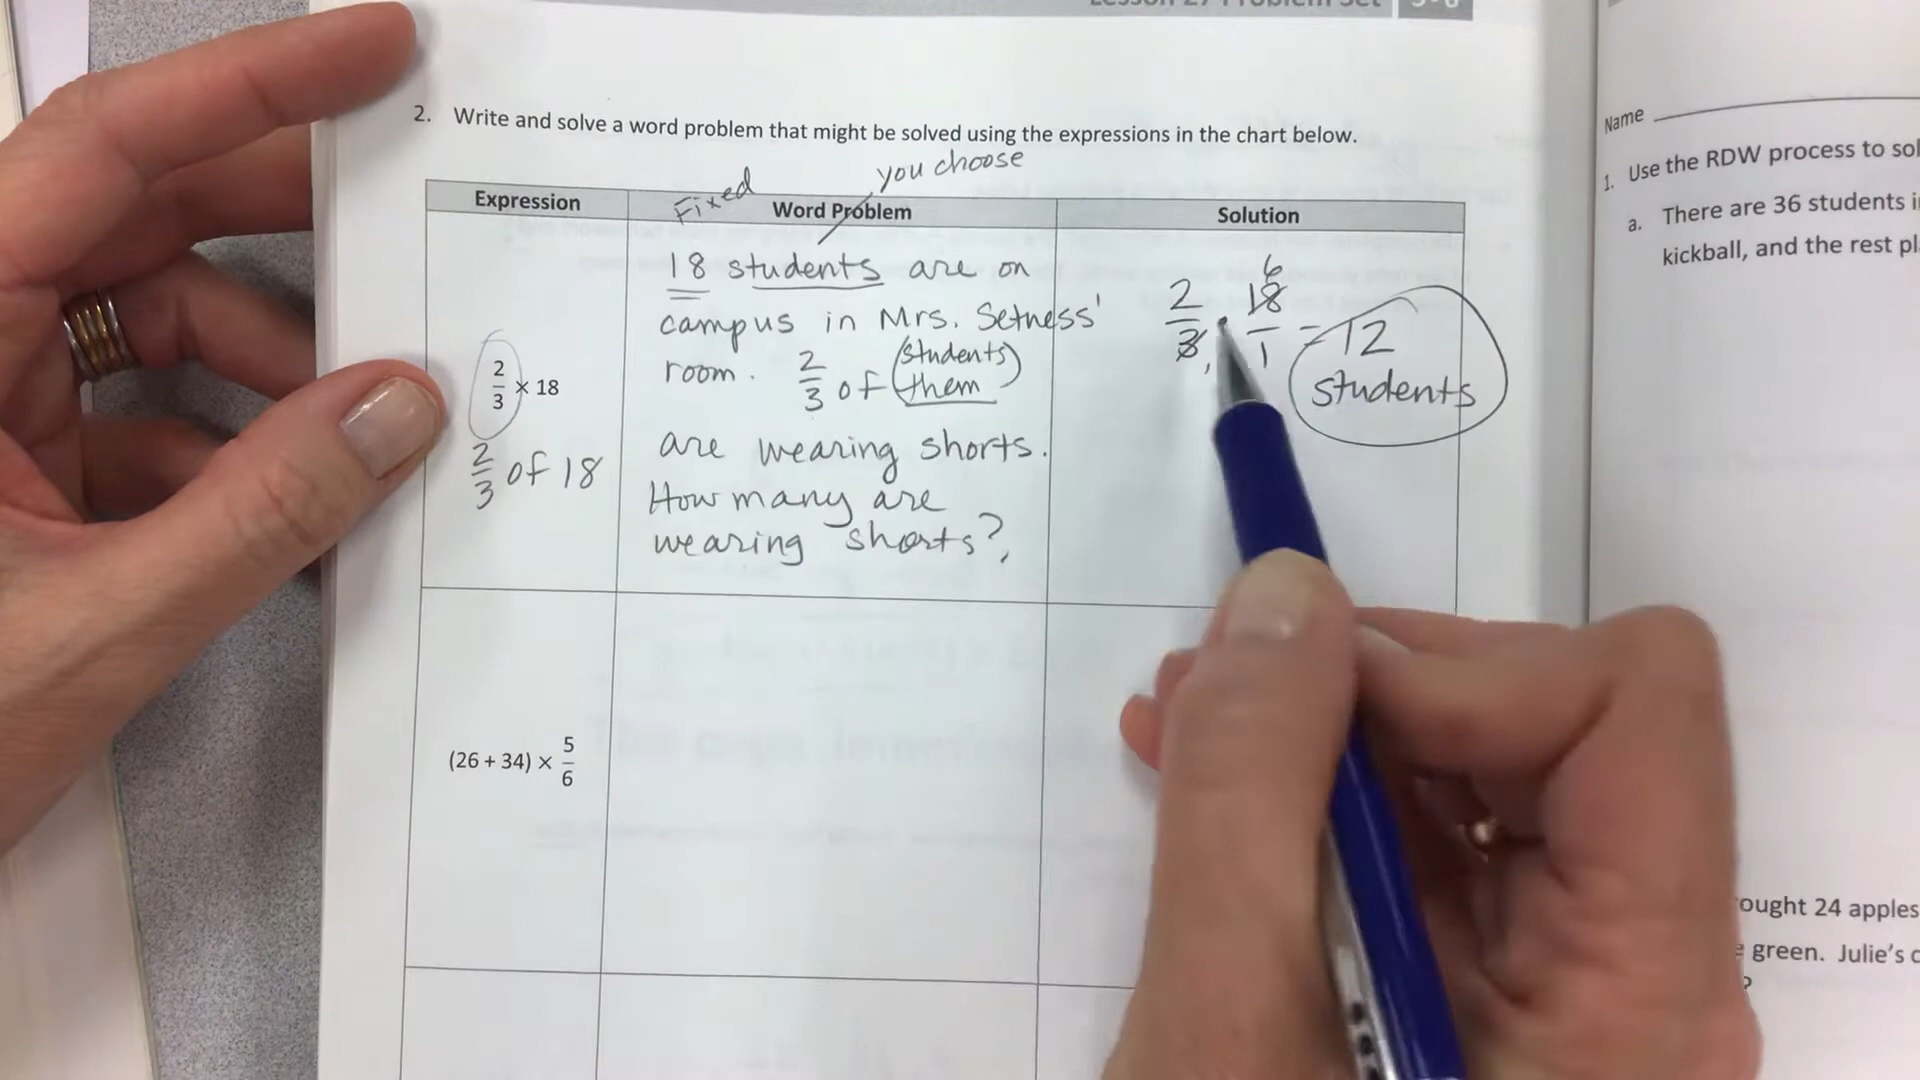 2. Write and solve a word problem that might be solved using the expressions in the chart below.
Fixed
you choose
Expression
Word Problem
Solution
2/3 × 18
2/3 of 18
18 students are on
campus in Mrs. Setness'
room. 2/3 of (students
them)
are wearing shorts.
How many are
wearing shorts?
2/3 · 18/1 = 12
6
1
students
(26 + 34) × 5/6
Name
1. Use the RDW process to sol
a. There are 36 students i
kickball, and the rest pl
ought 24 apples
green. Julie's
?